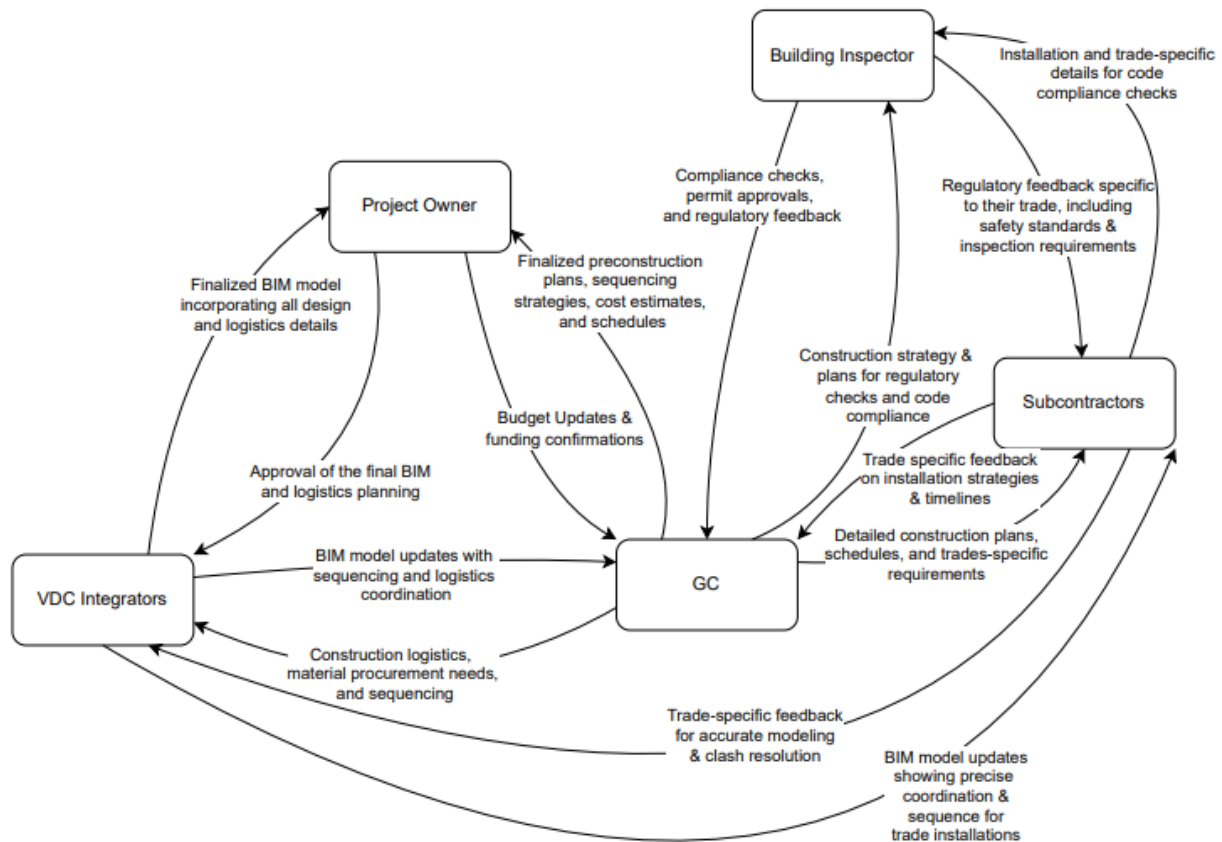 Building Inspector
Installation and trade-specific
details for code
compliance checks
Compliance checks,
permit approvals,
and regulatory feedback
Regulatory feedback specific
to their trade, including
safety standards &
inspection requirements
Project Owner
Finalized BIM model
incorporating all design
and logistics details
Finalized preconstruction
plans, sequencing
strategies, cost estimates,
and schedules
Construction strategy &
plans for regulatory
checks and code
compliance
Subcontractors
Budget Updates &
funding confirmations
Approval of the final BIM
and logistics planning
Trade specific feedback
on installation strategies
& timelines
Detailed construction plans,
schedules, and trades-specific
requirements
VDC Integrators
BIM model updates with
sequencing and logistics
coordination
GC
Construction logistics,
material procurement needs,
and sequencing
Trade-specific feedback
for accurate modeling
& clash resolution
BIM model updates
showing precise
coordination &
sequence for
trade installations